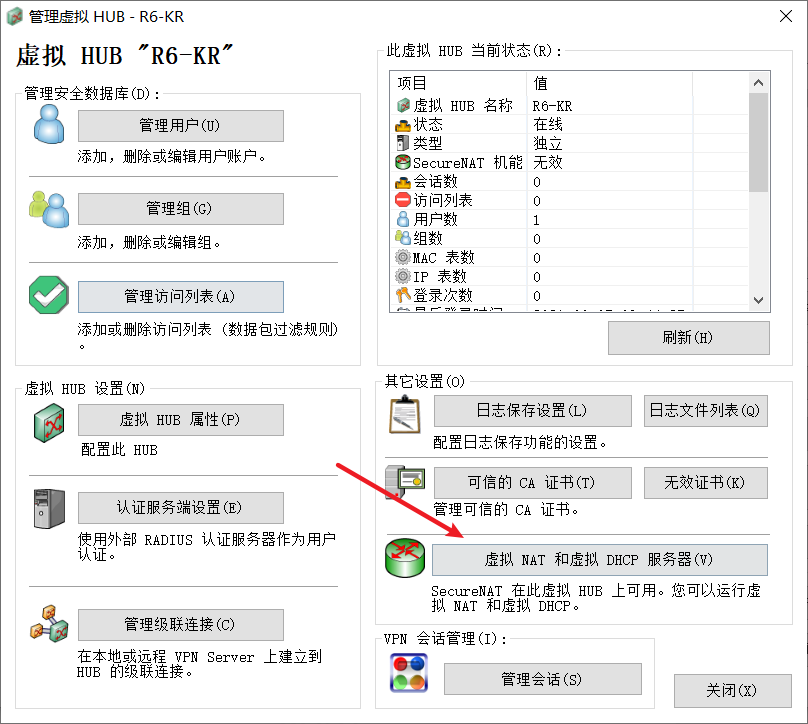 管理虚拟 HUB - R6-KR
虚拟 HUB "R6-KR"
管理安全数据库(D):
管理用户(U)
添加，删除或编辑用户账户。
管理组(G)
添加，删除或编辑组。
管理访问列表(A)
添加或删除访问列表 (数据包过滤规则)
。
虚拟 HUB 设置(N)
虚拟 HUB 属性(P)
配置此 HUB
认证服务端设置(E)
使用外部 RADIUS 认证服务器作为用户
认证。
管理级联连接(C)
在本地或远程 VPN Server 上建立到
HUB 的级联连接。
此虚拟 HUB 当前状态(R):
项目 值
虚拟 HUB 名称 R6-KR
状态 在线
类型 独立
SecureNAT 机能 无效
会话数 0
访问列表 0
用户数 1
组数 0
MAC 表数 0
IP 表数 0
登录次数 0
刷新(H)
其它设置(O)
日志保存设置(L) 日志文件列表(Q)
配置日志保存功能的设置。
可信的 CA 证书(T) 无效证书(K)
管理可信的 CA 证书。
虚拟 NAT 和虚拟 DHCP 服务器(V)
SecureNAT 在此虚拟 HUB 上可用。您可以运行虚
拟 NAT 和虚拟 DHCP。
VPN 会话管理(I):
管理会话(S)
关闭(X)